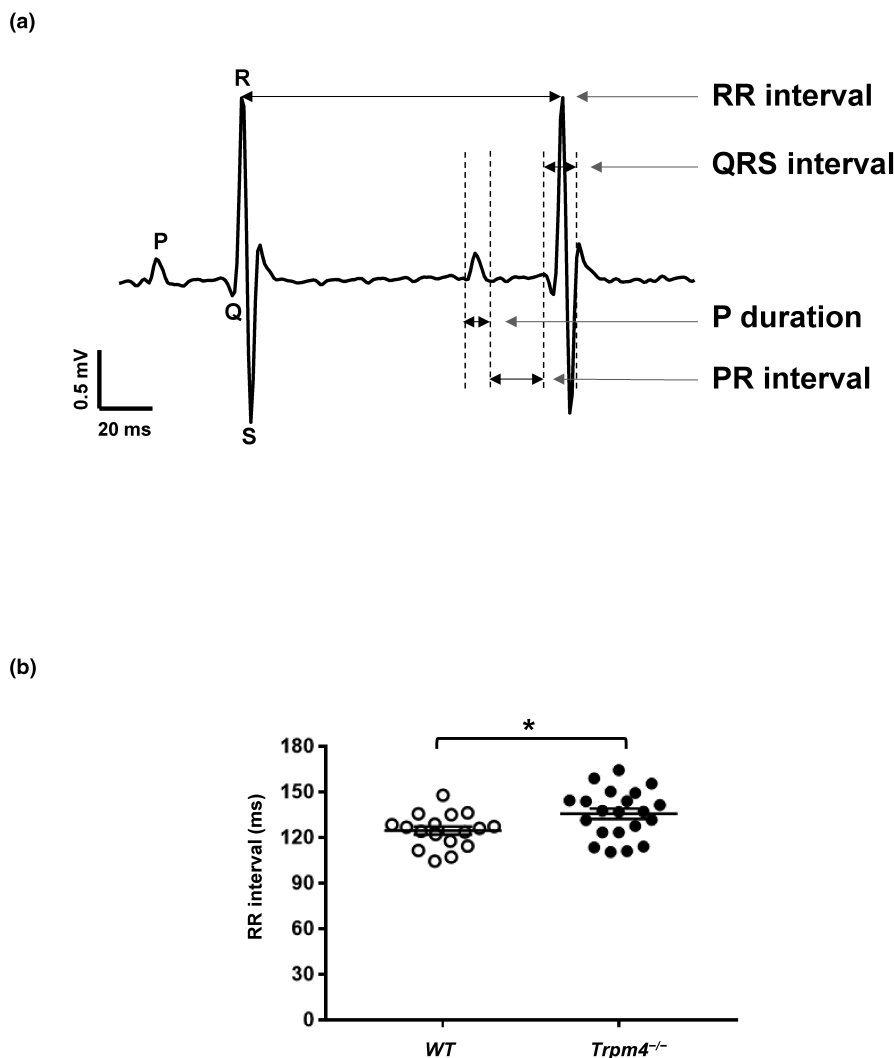 (a)
R
RR interval
QRS interval
P
Q
P duration
0.5 mV
PR interval
20 ms
S
(b)
*
180
150
120
90
60
30
0
RR interval (ms)
WT
Trpm4⁻/⁻